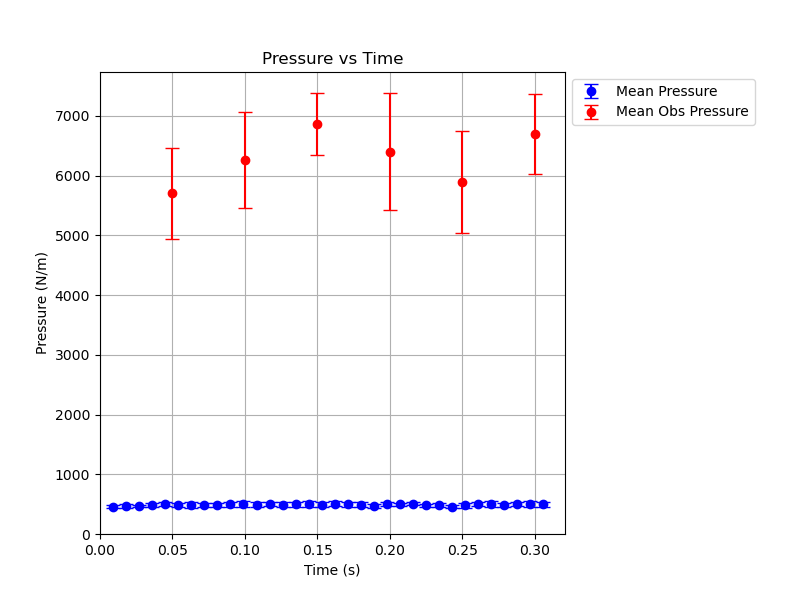 Pressure vs Time
Mean Pressure
Mean Obs Pressure
7000
6000
5000
4000
3000
2000
1000
0
Pressure (N/m)
0.00 0.05 0.10 0.15 0.20 0.25 0.30
Time (s)